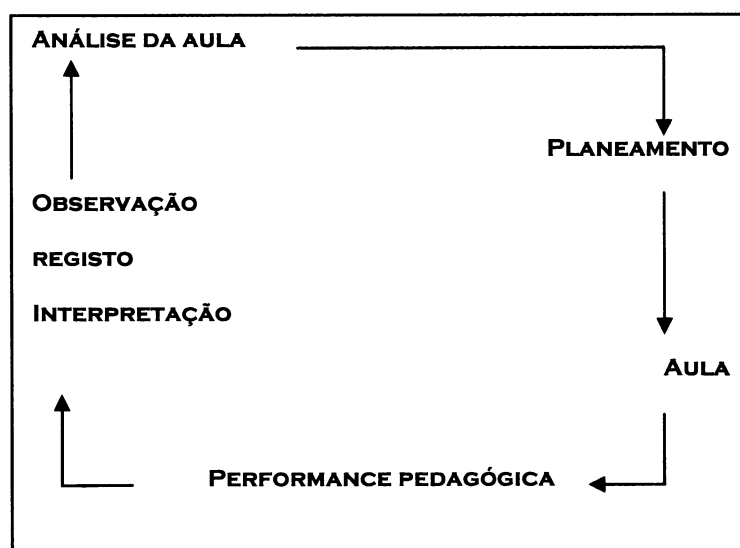 ANÁLISE DA AULA
PLANEAMENTO
OBSERVAÇÃO
REGISTO
INTERPRETAÇÃO
AULA
PERFORMANCE PEDAGÓGICA